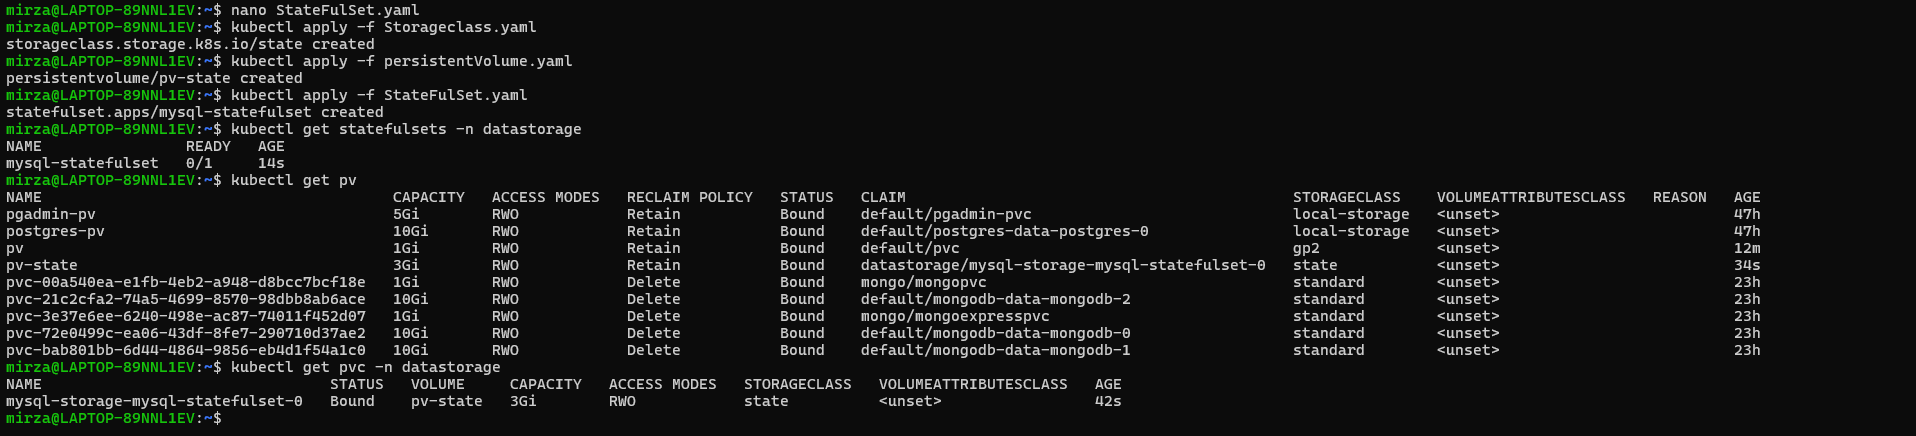 mirza@LAPTOP-89NNL1EV:~$ nano StateFulSet.yaml
mirza@LAPTOP-89NNL1EV:~$ kubectl apply -f Storageclass.yaml
storageclass.storage.k8s.io/state created
mirza@LAPTOP-89NNL1EV:~$ kubectl apply -f persistentVolume.yaml
persistentvolume/pv-state created
mirza@LAPTOP-89NNL1EV:~$ kubectl apply -f StateFulSet.yaml
statefulset.apps/mysql-statefulset created
mirza@LAPTOP-89NNL1EV:~$ kubectl get statefulsets -n datastorage
NAME                READY   AGE
mysql-statefulset   0/1     14s
mirza@LAPTOP-89NNL1EV:~$ kubectl get pv
NAME                                       CAPACITY   ACCESS MODES   RECLAIM POLICY   STATUS   CLAIM                                           STORAGECLASS    VOLUMEATTRIBUTESCLASS   REASON   AGE
pgadmin-pv                                 5Gi        RWO            Retain           Bound    default/pgadmin-pvc                             local-storage   <unset>                          47h
postgres-pv                                10Gi       RWO            Retain           Bound    default/postgres-data-postgres-0                local-storage   <unset>                          47h
pv                                         1Gi        RWO            Retain           Bound    default/pvc                                     gp2             <unset>                          12m
pv-state                                   3Gi        RWO            Retain           Bound    datastorage/mysql-storage-mysql-statefulset-0   state           <unset>                          34s
pvc-00a540ea-e1fb-4eb2-a948-d8bcc7bcf18e   1Gi        RWO            Delete           Bound    mongo/mongopvc                                  standard        <unset>                          23h
pvc-21c2cfa2-74a5-4699-8570-98dbb8ab6ace   10Gi       RWO            Delete           Bound    default/mongodb-data-mongodb-2                  standard        <unset>                          23h
pvc-3e37e6ee-6240-498e-ac87-74011f452d07   1Gi        RWO            Delete           Bound    mongo/mongoexpresspvc                           standard        <unset>                          23h
pvc-72e0499c-ea06-43df-8fe7-290710d37ae2   10Gi       RWO            Delete           Bound    default/mongodb-data-mongodb-0                  standard        <unset>                          23h
pvc-bab801bb-6d44-4864-9856-eb4d1f54a1c0   10Gi       RWO            Delete           Bound    default/mongodb-data-mongodb-1                  standard        <unset>                          23h
mirza@LAPTOP-89NNL1EV:~$ kubectl get pvc -n datastorage
NAME                                STATUS   VOLUME     CAPACITY   ACCESS MODES   STORAGECLASS   VOLUMEATTRIBUTESCLASS   AGE
mysql-storage-mysql-statefulset-0   Bound    pv-state   3Gi        RWO            state          <unset>                 42s
mirza@LAPTOP-89NNL1EV:~$